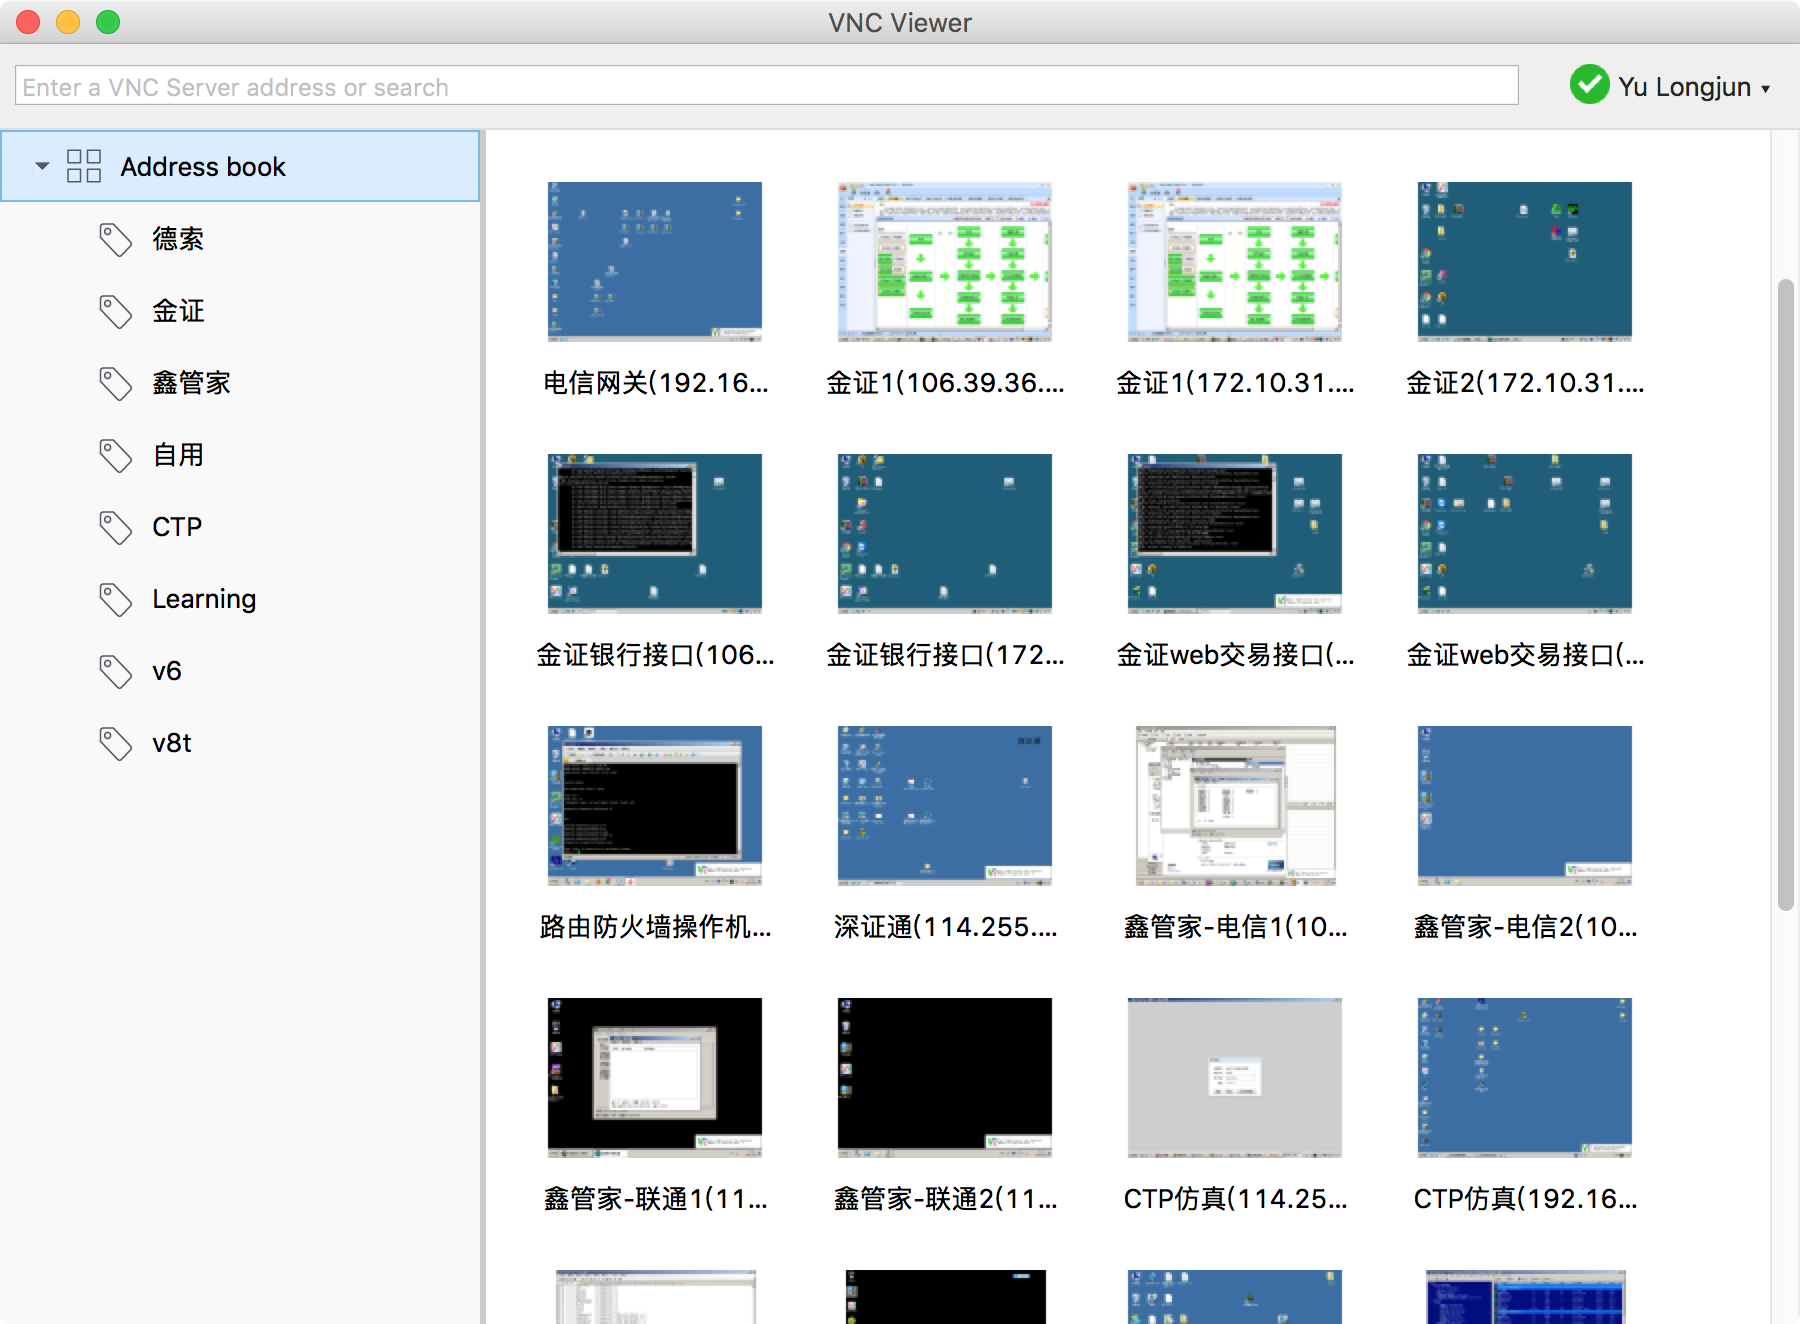 VNC Viewer
Enter a VNC Server address or search
Yu Longjun
Address book
德索
金证
鑫管家
自用
CTP
Learning
v6
v8t
电信网关(192.16...
金证1(106.39.36....
金证1(172.10.31....
金证2(172.10.31....
金证银行接口(106...
金证银行接口(172...
金证web交易接口(...
金证web交易接口(...
路由防火墙操作机...
深证通(114.255....
鑫管家-电信1(10...
鑫管家-电信2(10...
鑫管家-联通1(11...
鑫管家-联通2(11...
CTP仿真(114.25...
CTP仿真(192.16...